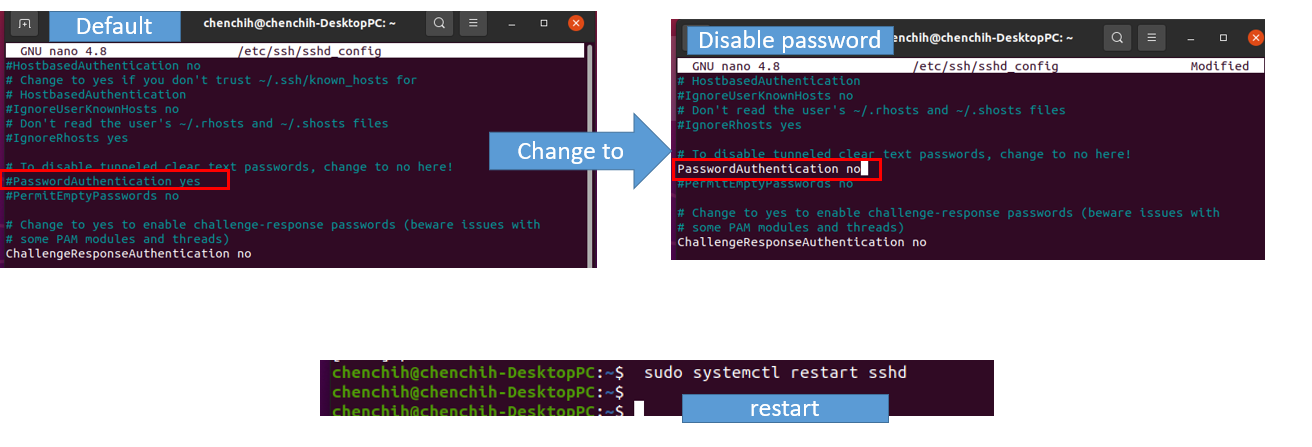 Default
chenchih@chenchih-DesktopPC: ~
GNU nano 4.8 /etc/ssh/sshd_config
#HostbasedAuthentication no
# Change to yes if you don't trust ~/.ssh/known_hosts for
# HostbasedAuthentication
#IgnoreUserKnownHosts no
# Don't read the user's ~/.rhosts and ~/.shosts files
#IgnoreRhosts yes
# To disable tunneled clear text passwords, change to no here!
#PasswordAuthentication yes
#PermitEmptyPasswords no
# Change to yes to enable challenge-response passwords (beware issues with
# some PAM modules and threads)
ChallengeResponseAuthentication no
Change to
Disable password
enchih@chenchih-DesktopPC: ~
GNU nano 4.8 /etc/ssh/sshd_config Modified
# HostbasedAuthentication
#IgnoreUserKnownHosts no
# Don't read the user's ~/.rhosts and ~/.shosts files
#IgnoreRhosts yes
# To disable tunneled clear text passwords, change to no here!
PasswordAuthentication no
#PermitEmptyPasswords no
# Change to yes to enable challenge-response passwords (beware issues with
# some PAM modules and threads)
ChallengeResponseAuthentication no
chenchih@chenchih-DesktopPC:~$ sudo systemctl restart sshd
chenchih@chenchih-DesktopPC:~$
chenchih@chenchih-DesktopPC:~$
restart